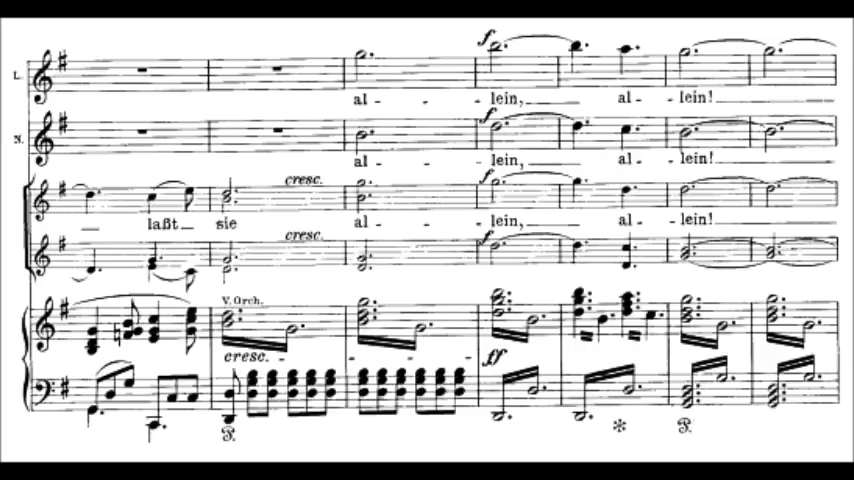 f
L.
al - - - lein, al - - lein!
f
N.
al - - - lein, al - - lein!
cresc. f
laßt sie al - - - lein, al - - lein!
cresc. f
V. Orch.
cresc. - - - - ff